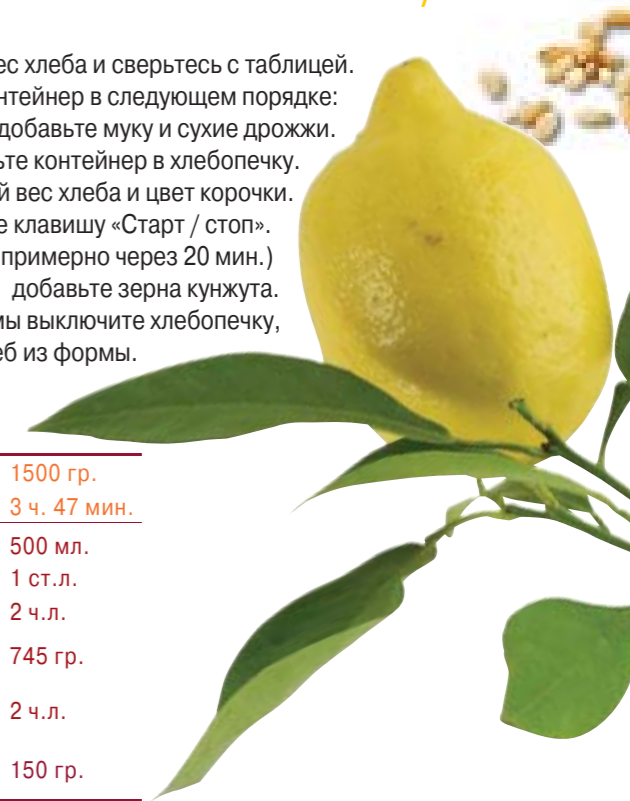 ес хлеба и сверьтесь с таблицей.
нтейнер в следующем порядке:
добавьте муку и сухие дрожжи.
ьте контейнер в хлебопечку.
й вес хлеба и цвет корочки.
е клавишу «Старт / стоп».
примерно через 20 мин.)
добавьте зерна кунжута.
мы выключите хлебопечку,
еб из формы.
1500 гр.
3 ч. 47 мин.
500 мл.
1 ст.л.
2 ч.л.
745 гр.
2 ч.л.
150 гр.